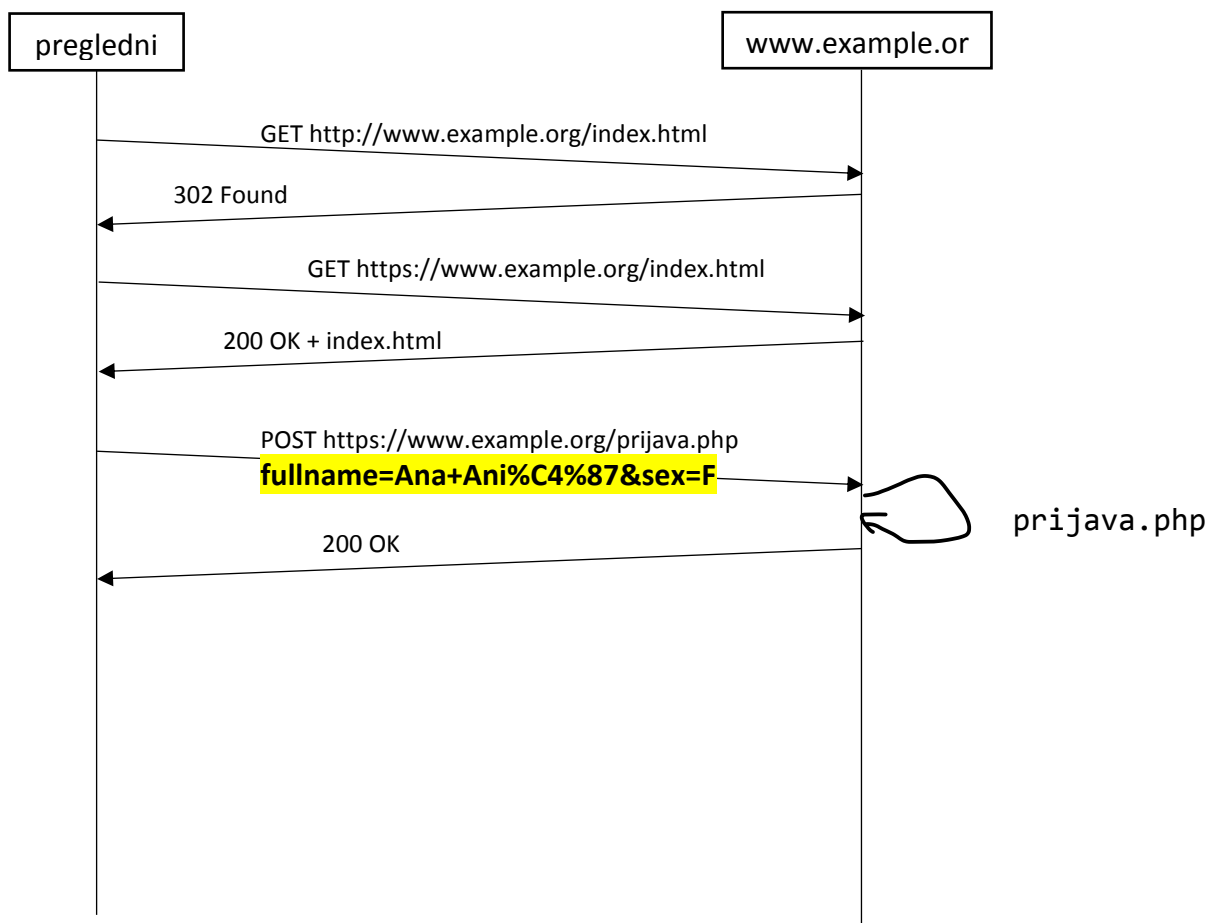 pregledni
www.example.or
GET http://www.example.org/index.html
302 Found
GET https://www.example.org/index.html
200 OK + index.html
POST https://www.example.org/prijava.php
fullname=Ana+Ani%C4%87&sex=F
prijava.php
200 OK